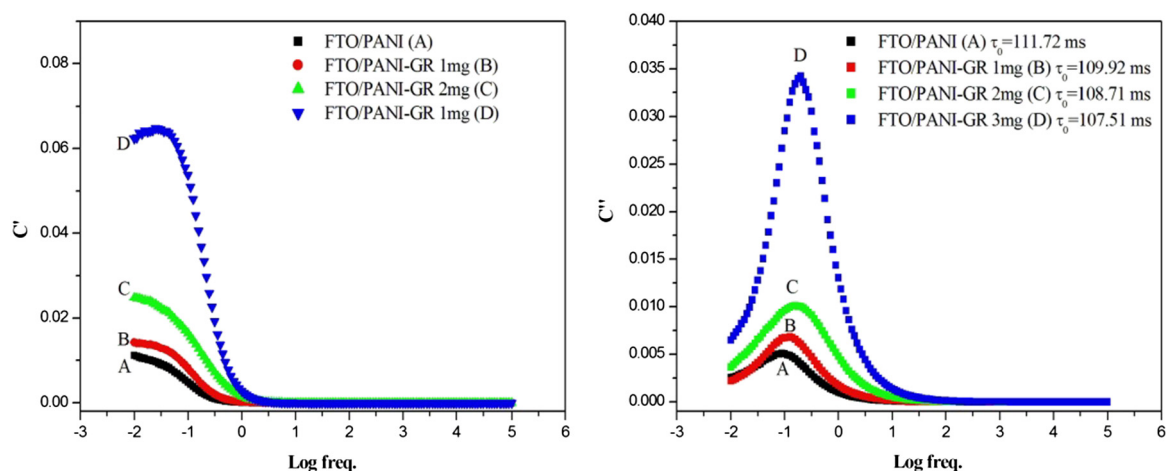 FTO/PANI (A)
FTO/PANI-GR 1mg (B)
FTO/PANI-GR 2mg (C)
FTO/PANI-GR 1mg (D)
0.08
0.06
0.04
0.02
0.00
C'
D
C
B
A
-3 -2 -1 0 1 2 3 4 5 6
Log freq.
FTO/PANI (A) τ₀=111.72 ms
FTO/PANI-GR 1mg (B) τ₀=109.92 ms
FTO/PANI-GR 2mg (C) τ₀=108.71 ms
FTO/PANI-GR 3mg (D) τ₀=107.51 ms
0.040
0.035
0.030
0.025
0.020
0.015
0.010
0.005
0.000
C"
D
C
B
A
-3 -2 -1 0 1 2 3 4 5 6
Log freq.